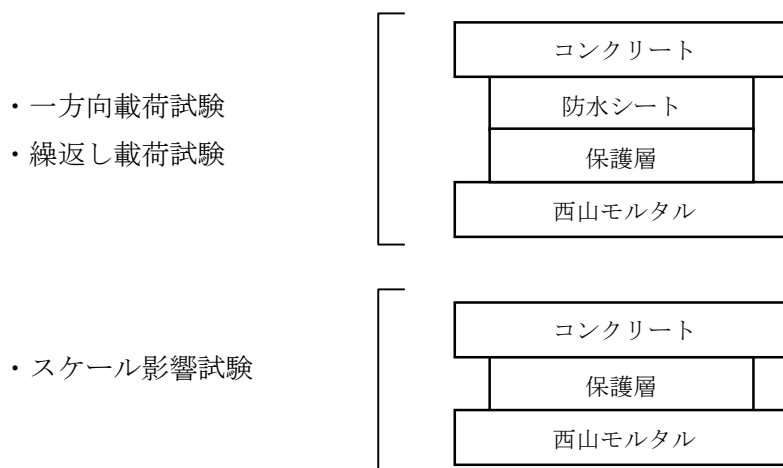 コンクリート
・一方向載荷試験
防水シート
・繰返し載荷試験
保護層
西山モルタル
コンクリート
・スケール影響試験
保護層
西山モルタル